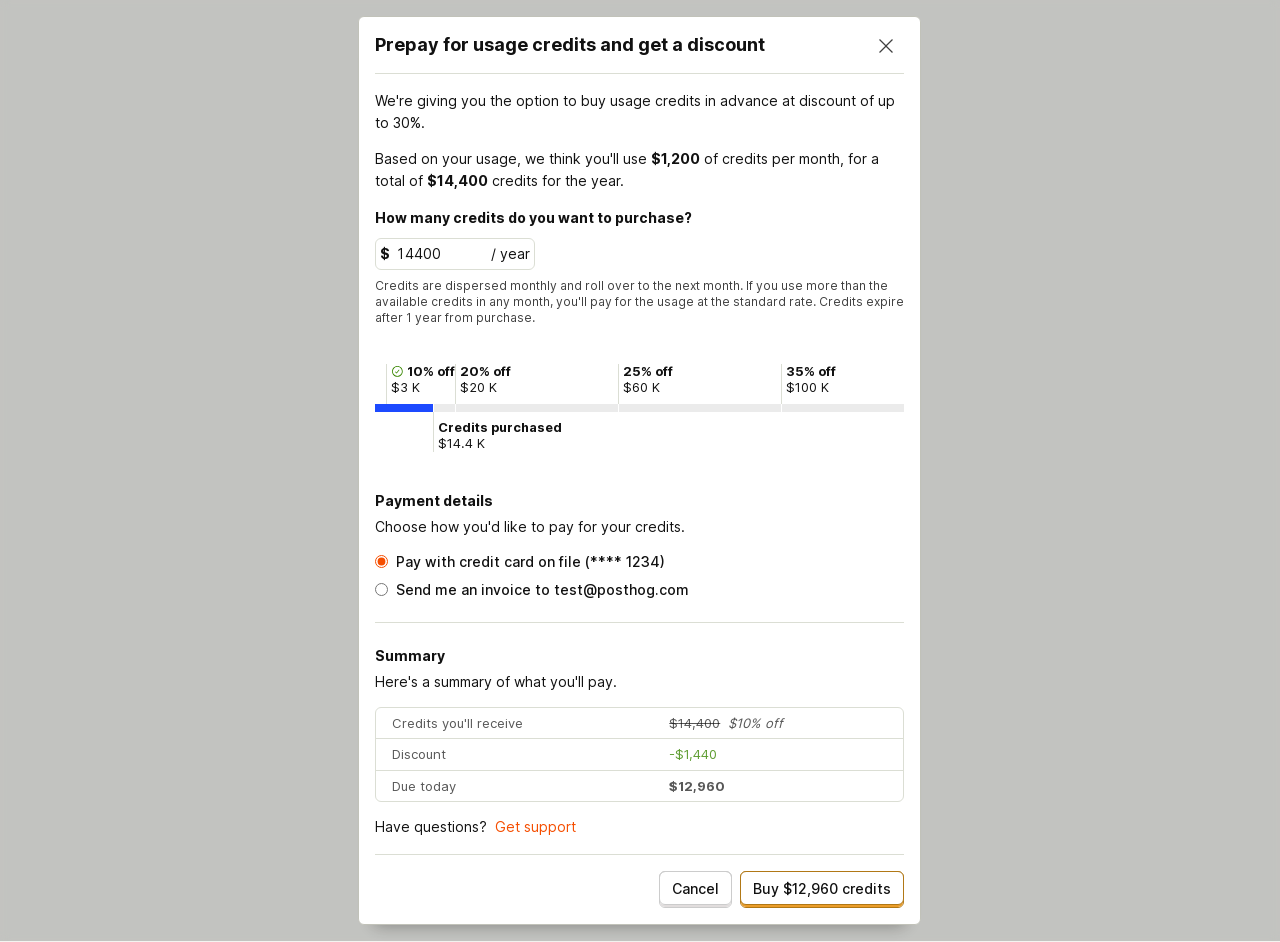 Prepay for usage credits and get a discount
We're giving you the option to buy usage credits in advance at discount of up
to 30%.
Based on your usage, we think you'll use $1,200 of credits per month, for a
total of $14,400 credits for the year.
How many credits do you want to purchase?
$ 14400 / year
Credits are dispersed monthly and roll over to the next month. If you use more than the
available credits in any month, you'll pay for the usage at the standard rate. Credits expire
after 1 year from purchase.
10% off 20% off 25% off 35% off
$3 K $20 K $60 K $100 K
Credits purchased
$14.4 K
Payment details
Choose how you'd like to pay for your credits.
Pay with credit card on file (**** 1234)
Send me an invoice to test@posthog.com
Summary
Here's a summary of what you'll pay.
Credits you'll receive $14,400 $10% off
Discount -$1,440
Due today $12,960
Have questions? Get support
Cancel Buy $12,960 credits